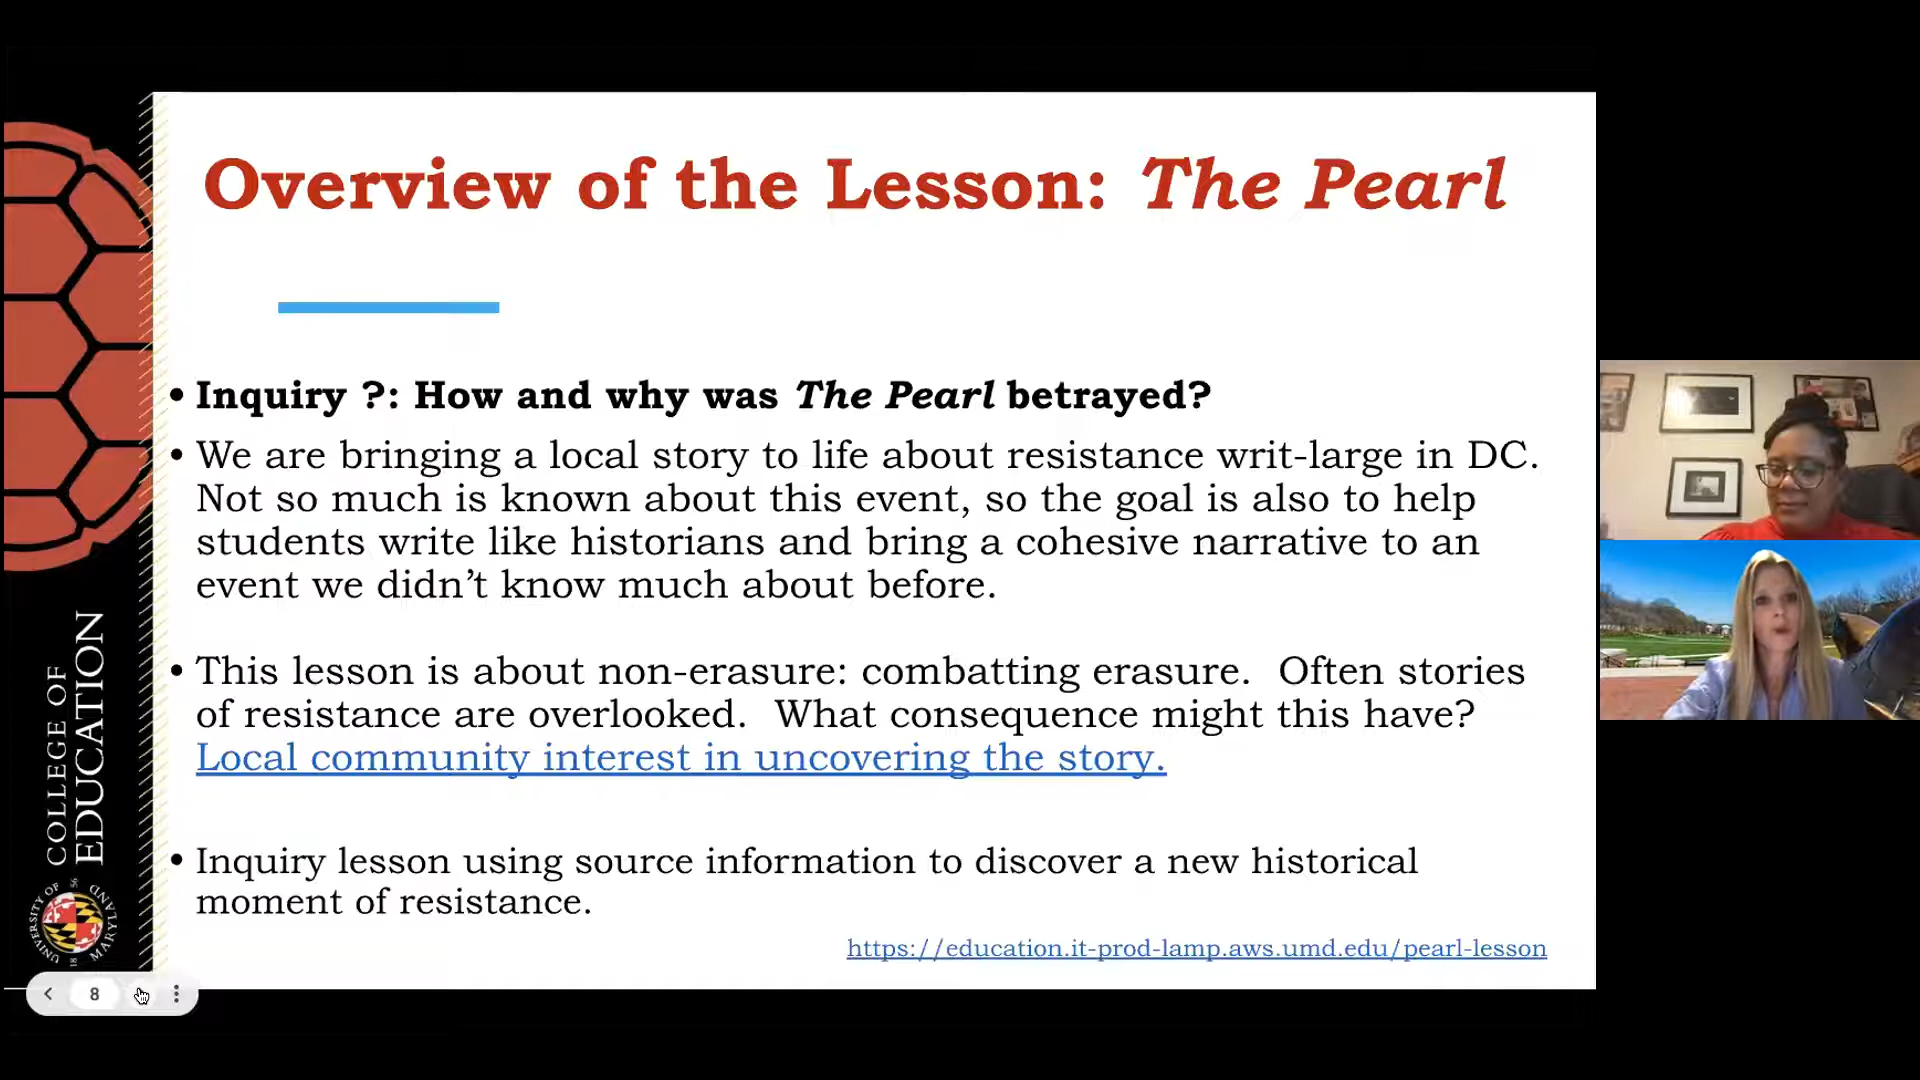 Overview of the Lesson: The Pearl
• Inquiry ?: How and why was The Pearl betrayed?
• We are bringing a local story to life about resistance writ-large in DC.
Not so much is known about this event, so the goal is also to help
students write like historians and bring a cohesive narrative to an
event we didn’t know much about before.
• This lesson is about non-erasure: combatting erasure.  Often stories
of resistance are overlooked.  What consequence might this have?
Local community interest in uncovering the story.
• Inquiry lesson using source information to discover a new historical
moment of resistance.
https://education.it-prod-lamp.aws.umd.edu/pearl-lesson
COLLEGE OF
EDUCATION
UNIVERSITY OF
MARYLAND
18 56
8